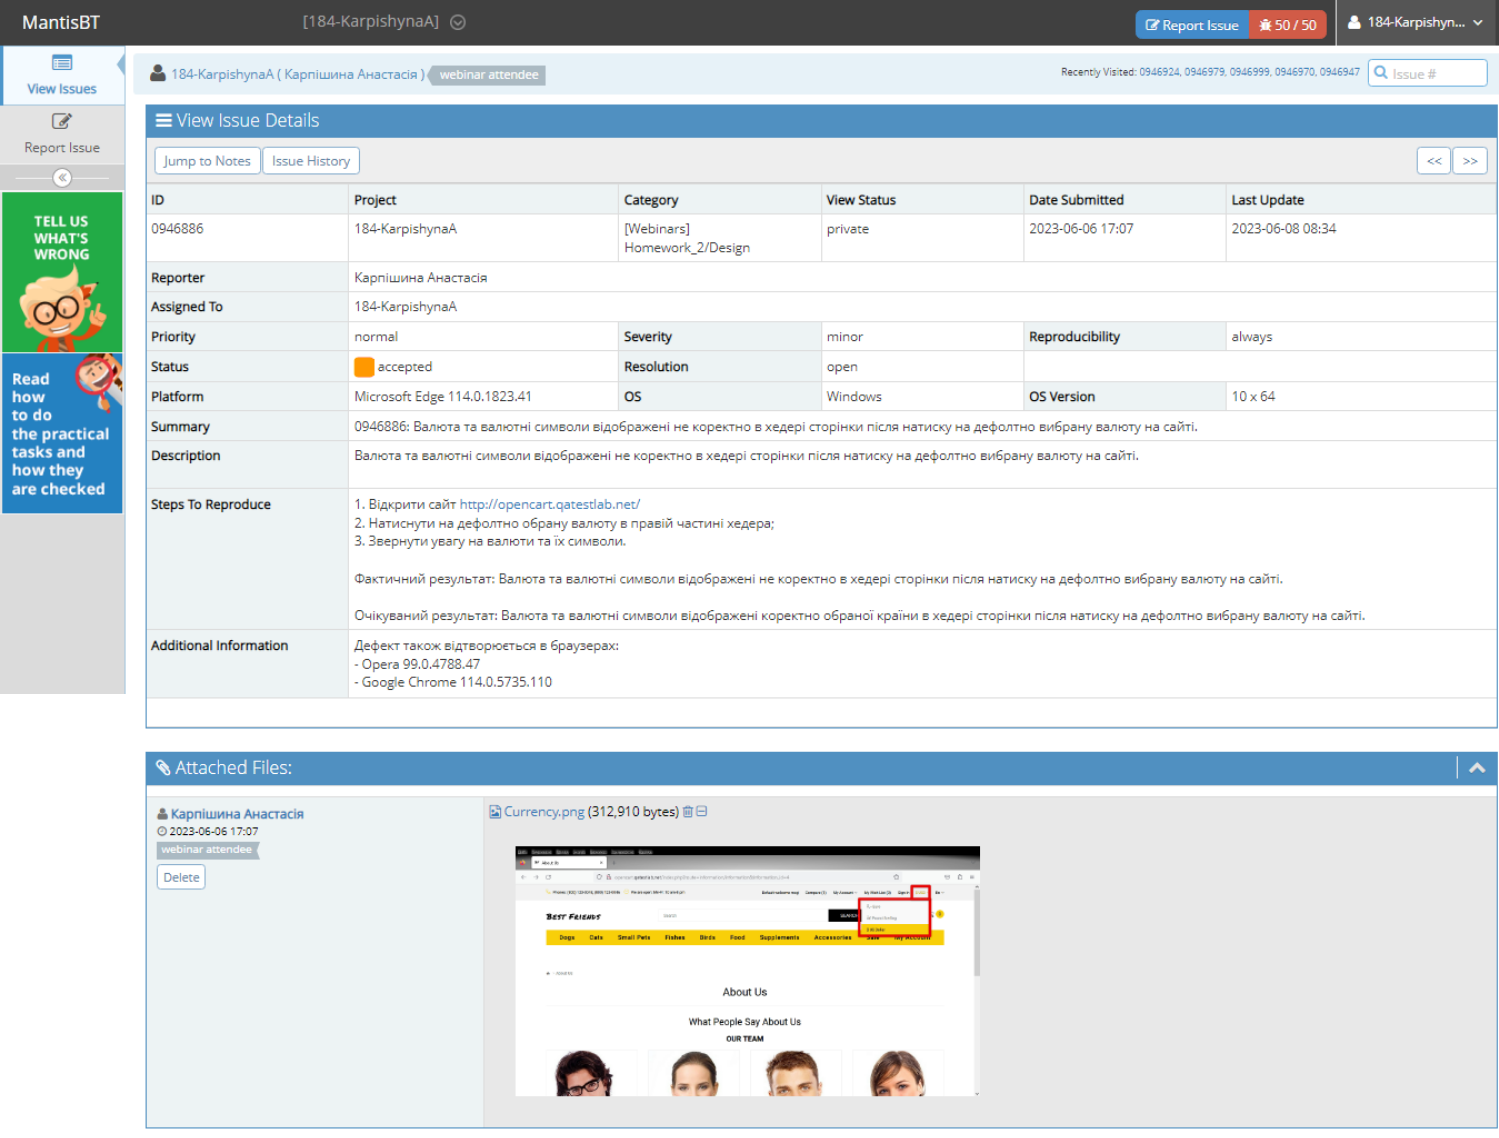 MantisBT
[184-KarpishynaA]
Report Issue
50 / 50
184-Karpishyn...
View Issues
Report Issue
TELL US
WHAT'S
WRONG
Read
how
to do
the practical
tasks and
how they
are checked
184-KarpishynaA ( Карпішина Анастасія ) webinar attendee
Recently Visited: 0946924, 0946979, 0946999, 0946970, 0946947
Issue #
View Issue Details
Jump to Notes Issue History << >>
ID Project Category View Status Date Submitted Last Update
0946886 184-KarpishynaA [Webinars] private 2023-06-06 17:07 2023-06-08 08:34
Homework_2/Design
Reporter Карпішина Анастасія
Assigned To 184-KarpishynaA
Priority normal Severity minor Reproducibility always
Status accepted Resolution open
Platform Microsoft Edge 114.0.1823.41 OS Windows OS Version 10 x 64
Summary 0946886: Валюта та валютні символи відображені не коректно в хедері сторінки після натиску на дефолтно вибрану валюту на сайті.
Description Валюта та валютні символи відображені не коректно в хедері сторінки після натиску на дефолтно вибрану валюту на сайті.
Steps To Reproduce 1. Відкрити сайт http://opencart.qatestlab.net/
2. Натиснути на дефолтно обрану валюту в правій частині хедера;
3. Звернути увагу на валюти та їх символи.
Фактичний результат: Валюта та валютні символи відображені не коректно в хедері сторінки після натиску на дефолтно вибрану валюту на сайті.
Очікуваний результат: Валюта та валютні символи відображені коректно обраної країни в хедері сторінки після натиску на дефолтно вибрану валюту на сайті.
Additional Information Дефект також відтворюється в браузерах:
- Opera 99.0.4788.47
- Google Chrome 114.0.5735.110
Attached Files:
Карпішина Анастасія
2023-06-06 17:07
webinar attendee
Delete
Currency.png (312,910 bytes)
About Us
BEST FRIENDS
SEARCH
Dogs Cats Small Pets Fishes Birds Food Supplements Accessories Sale My Account
About Us
About Us
What People Say About Us
OUR TEAM